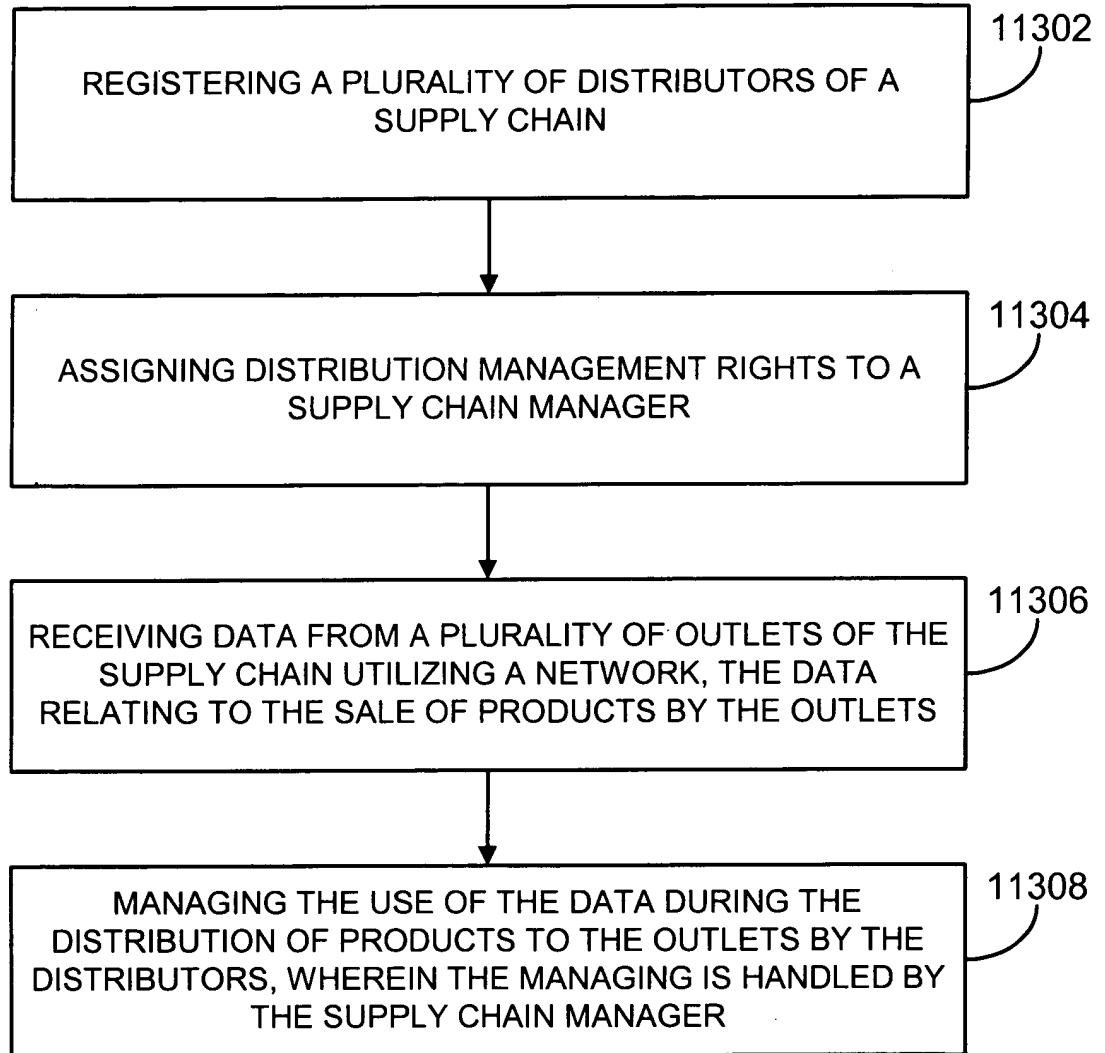 11302
REGISTERING A PLURALITY OF DISTRIBUTORS OF A
SUPPLY CHAIN
11304
ASSIGNING DISTRIBUTION MANAGEMENT RIGHTS TO A
SUPPLY CHAIN MANAGER
11306
RECEIVING DATA FROM A PLURALITY OF OUTLETS OF THE
SUPPLY CHAIN UTILIZING A NETWORK, THE DATA
RELATING TO THE SALE OF PRODUCTS BY THE OUTLETS
11308
MANAGING THE USE OF THE DATA DURING THE
DISTRIBUTION OF PRODUCTS TO THE OUTLETS BY THE
DISTRIBUTORS, WHEREIN THE MANAGING IS HANDLED BY
THE SUPPLY CHAIN MANAGER